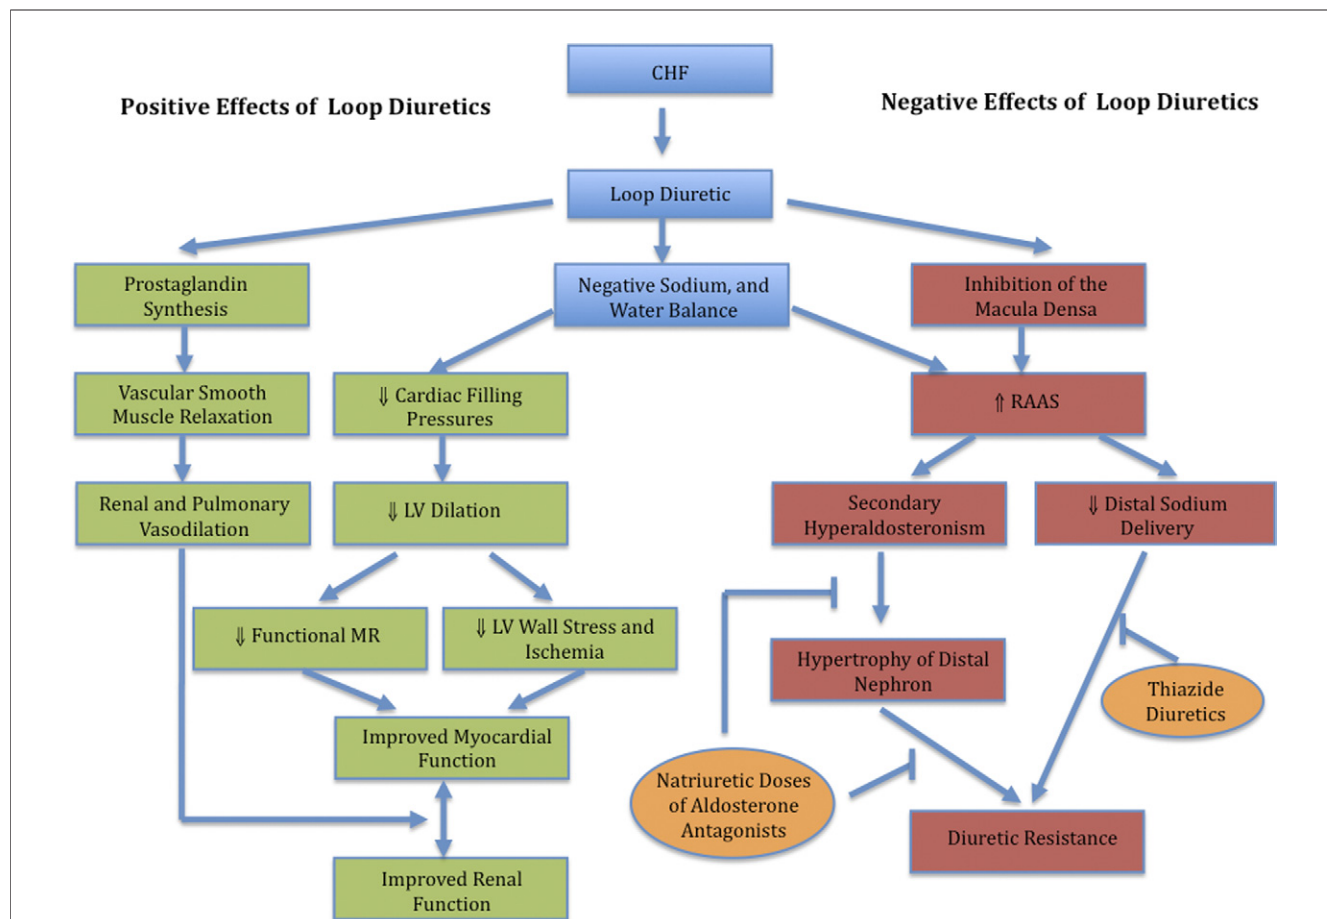 CHF
Positive Effects of Loop Diuretics
Negative Effects of Loop Diuretics
Loop Diuretic
Prostaglandin
Synthesis
Negative Sodium, and
Water Balance
Inhibition of the
Macula Densa
Vascular Smooth
Muscle Relaxation
⇓ Cardiac Filling
Pressures
⇑ RAAS
Renal and Pulmonary
Vasodilation
⇓ LV Dilation
Secondary
Hyperaldosteronism
⇓ Distal Sodium
Delivery
⇓ Functional MR
⇓ LV Wall Stress and
Ischemia
Hypertrophy of Distal
Nephron
Thiazide
Diuretics
Improved Myocardial
Function
Natriuretic Doses
of Aldosterone
Antagonists
Diuretic Resistance
Improved Renal
Function